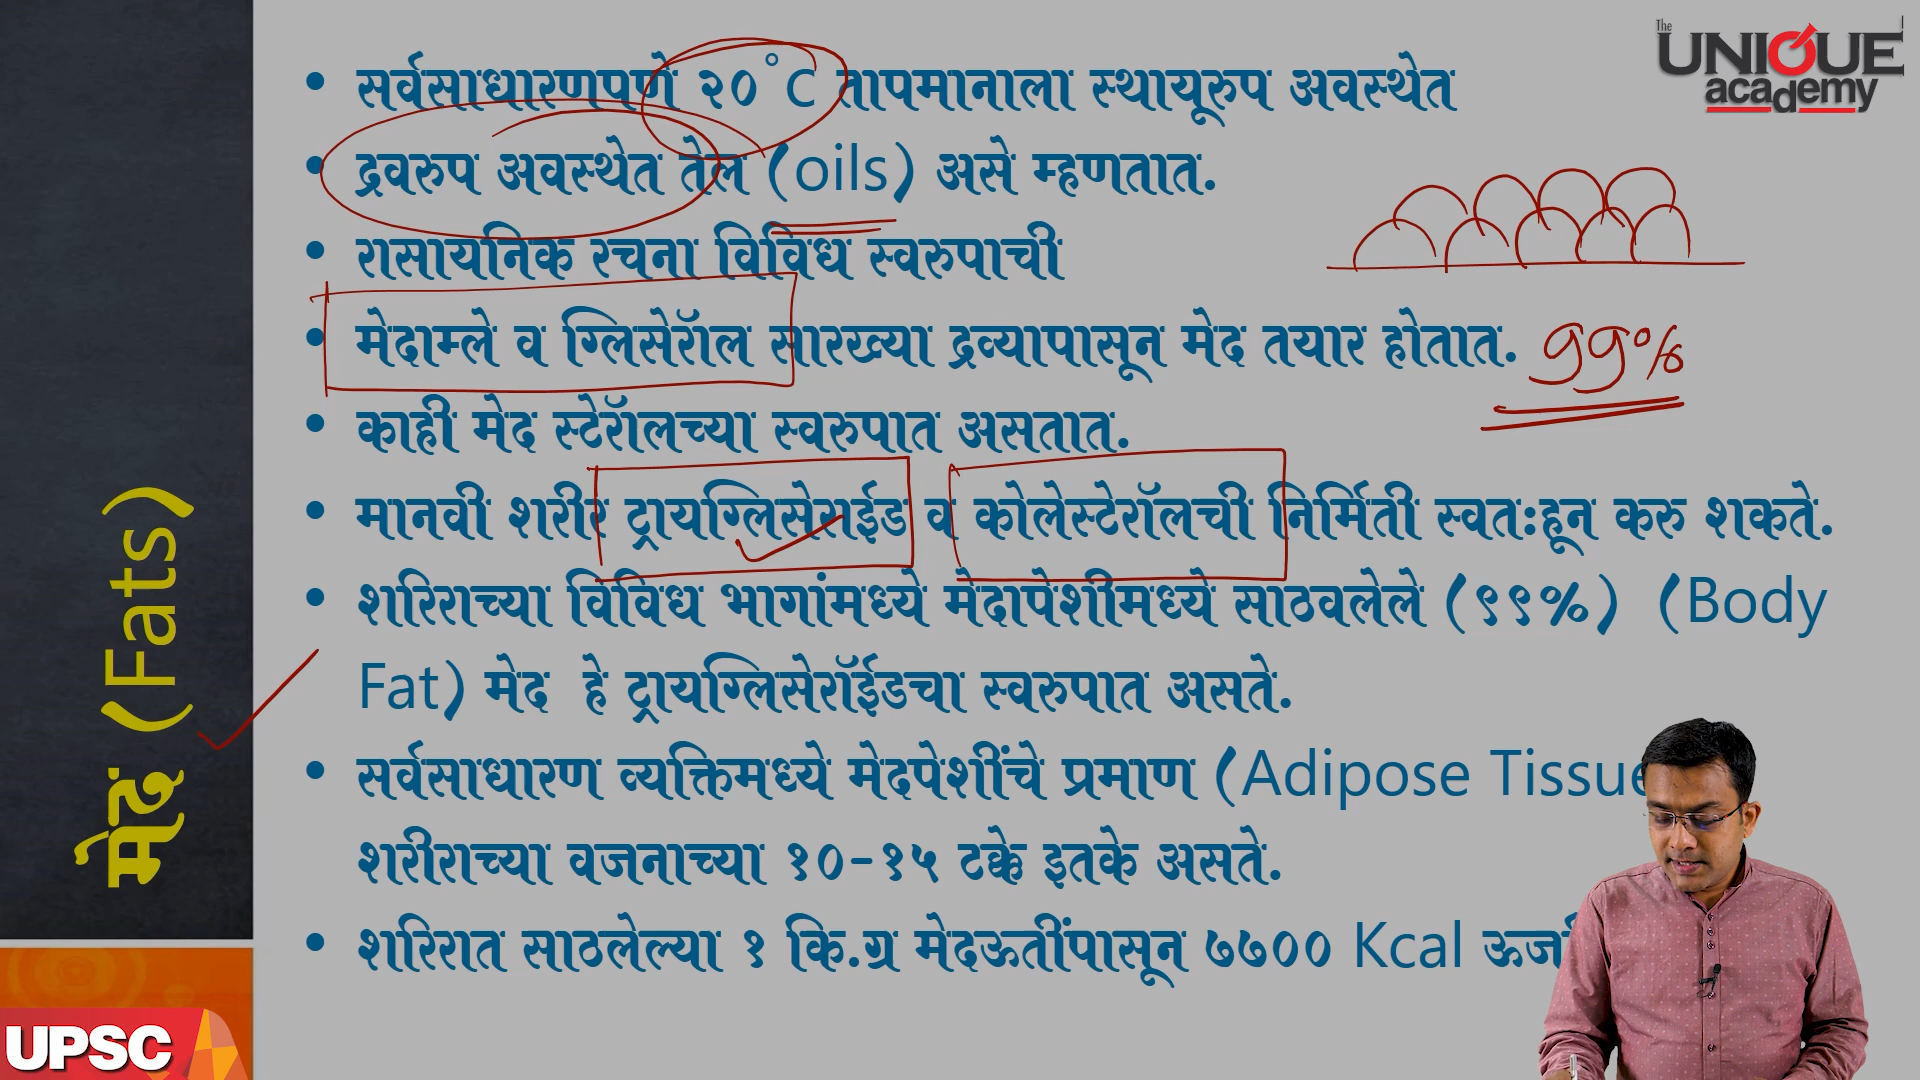 The
UNIQUE
academy
• सर्वसाधारणपणे २०°C तापमानाला स्थायूरुप अवस्थेत
• द्रवरुप अवस्थेत तेल (oils) असे म्हणतात.
• रासायनिक रचना विविध स्वरुपाची
• मेदाम्ले व ग्लिसेरॉल सारख्या द्रव्यापासून मेद तयार होतात.
99%
• काही मेद स्टेरॉलच्या स्वरुपात असतात.
• मानवी शरीर ट्रायग्लिसेराईड व कोलेस्टेरॉलची निर्मिती स्वतःहून करु शकते.
• शरिराच्या विविध भागांमध्ये मेदापेशीमध्ये साठवलेले (९९%) (Body
Fat) मेद हे ट्रायग्लिसेरॉईडचा स्वरुपात असते.
• सर्वसाधारण व्यक्तिमध्ये मेदपेशींचे प्रमाण (Adipose Tissue
शरीराच्या वजनाच्या १०-१५ टक्के इतके असते.
• शरिरात साठलेल्या १ कि.ग्र मेदऊतींपासून ७७०० Kcal
मेद (Fats)
UPSC